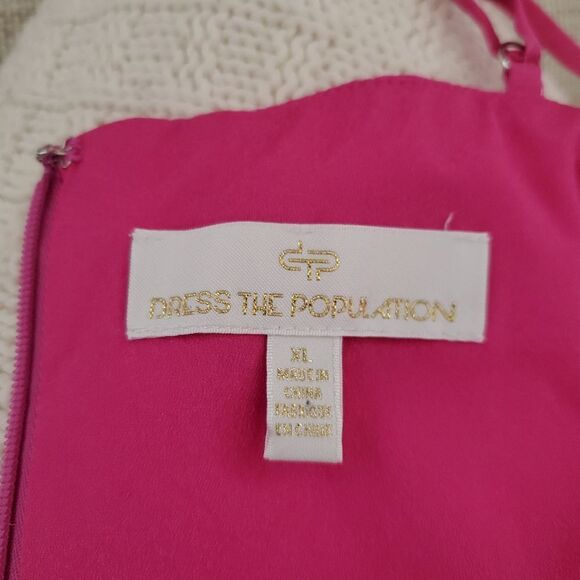 DRESS THE POPULATION
XL
MADE IN
CHINA
FABRIQUE
EN CHINE